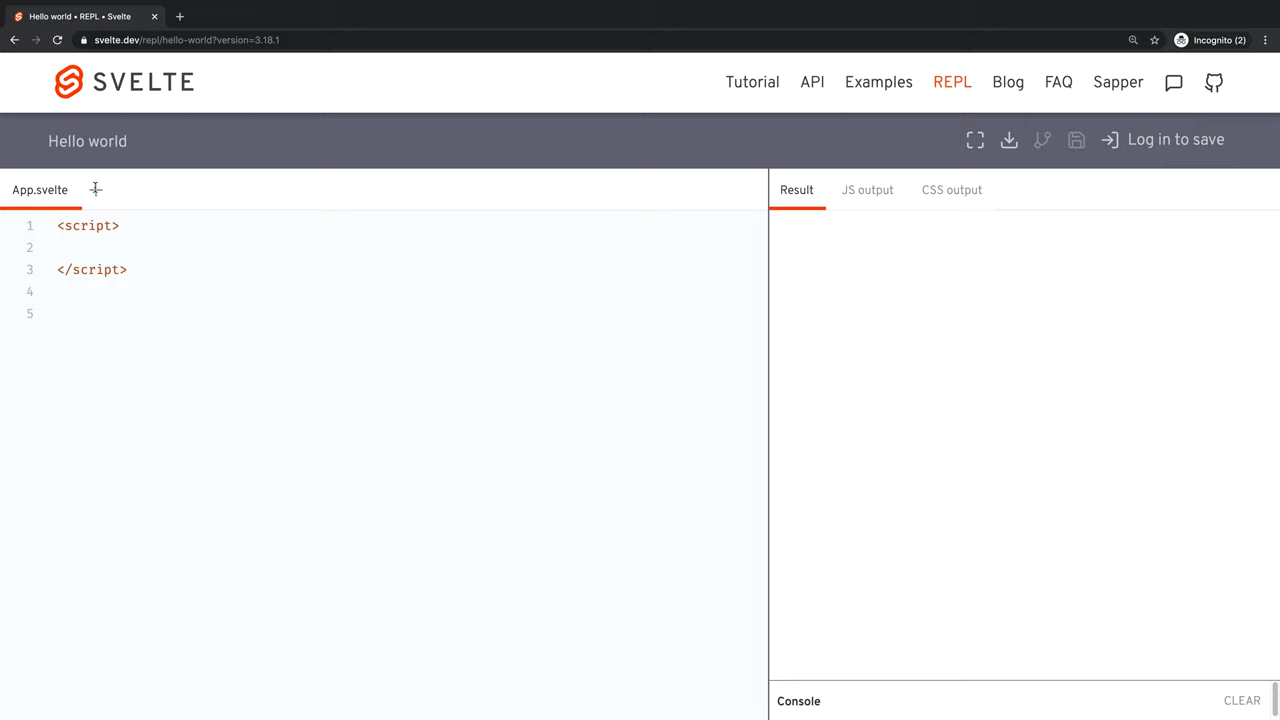 Hello world • REPL • Svelte
svelte.dev/repl/hello-world?version=3.18.1
Incognito (2)
SVELTE
Tutorial API Examples REPL Blog FAQ Sapper
Hello world
Log in to save
App.svelte
Result JS output CSS output
1 <script>
2
3 </script>
4
5
Console CLEAR